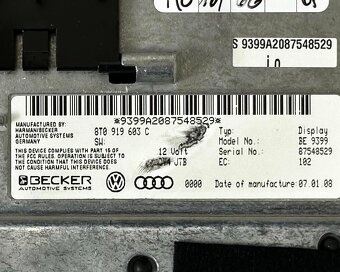 S 9399A2087548529
*9399A2087548529*
MANUFACTURED BY:
HARMAN/BECKER
AUTOMOTIVE SYSTEMS
GERMANY
8T0 919 603 C
SW:
Typ: Display
Model No.: BE 9399
THIS DEVICE COMPLIES WITH PART 15 OF
THE FCC RULES. OPERATION IS SUBJECT
TO THE CONDITIONS THAT THIS DEVICE DOES
NOT CAUSE HARMFUL INTERFERENCE
12 Volt
J7B
Serial No.: 87548529
EC: 102
BECKER
AUTOMOTIVE SYSTEMS
0000
Date of manufacture: 07.01.08